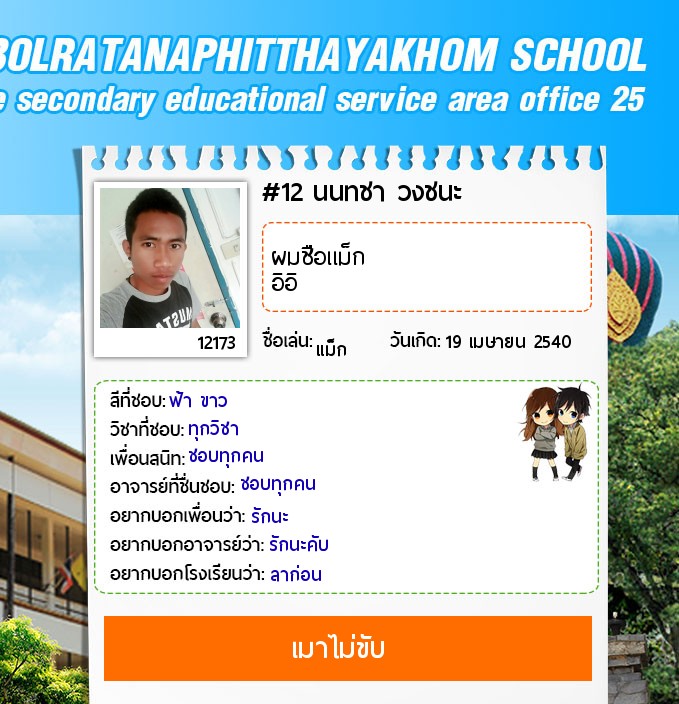 BOLRATANAPHITTHAYAKHOM SCHOOL
e secondary educational service area office 25
#12 นนทชา วงชนะ
ผมชือแม็ก
อิอิ
12173
ชื่อเล่น: แม็ก วันเกิด: 19 เมษายน 2540
สีที่ชอบ: ฟ้า ขาว
วิชาที่ชอบ: ทุกวิชา
เพื่อนสนิท: ชอบทุกคน
อาจารย์ที่ชื่นชอบ: ชอบทุกคน
อยากบอกเพื่อนว่า: รักนะ
อยากบอกอาจารย์ว่า: รักนะคับ
อยากบอกโรงเรียนว่า: ลาก่อน
เมาไม่ขับ